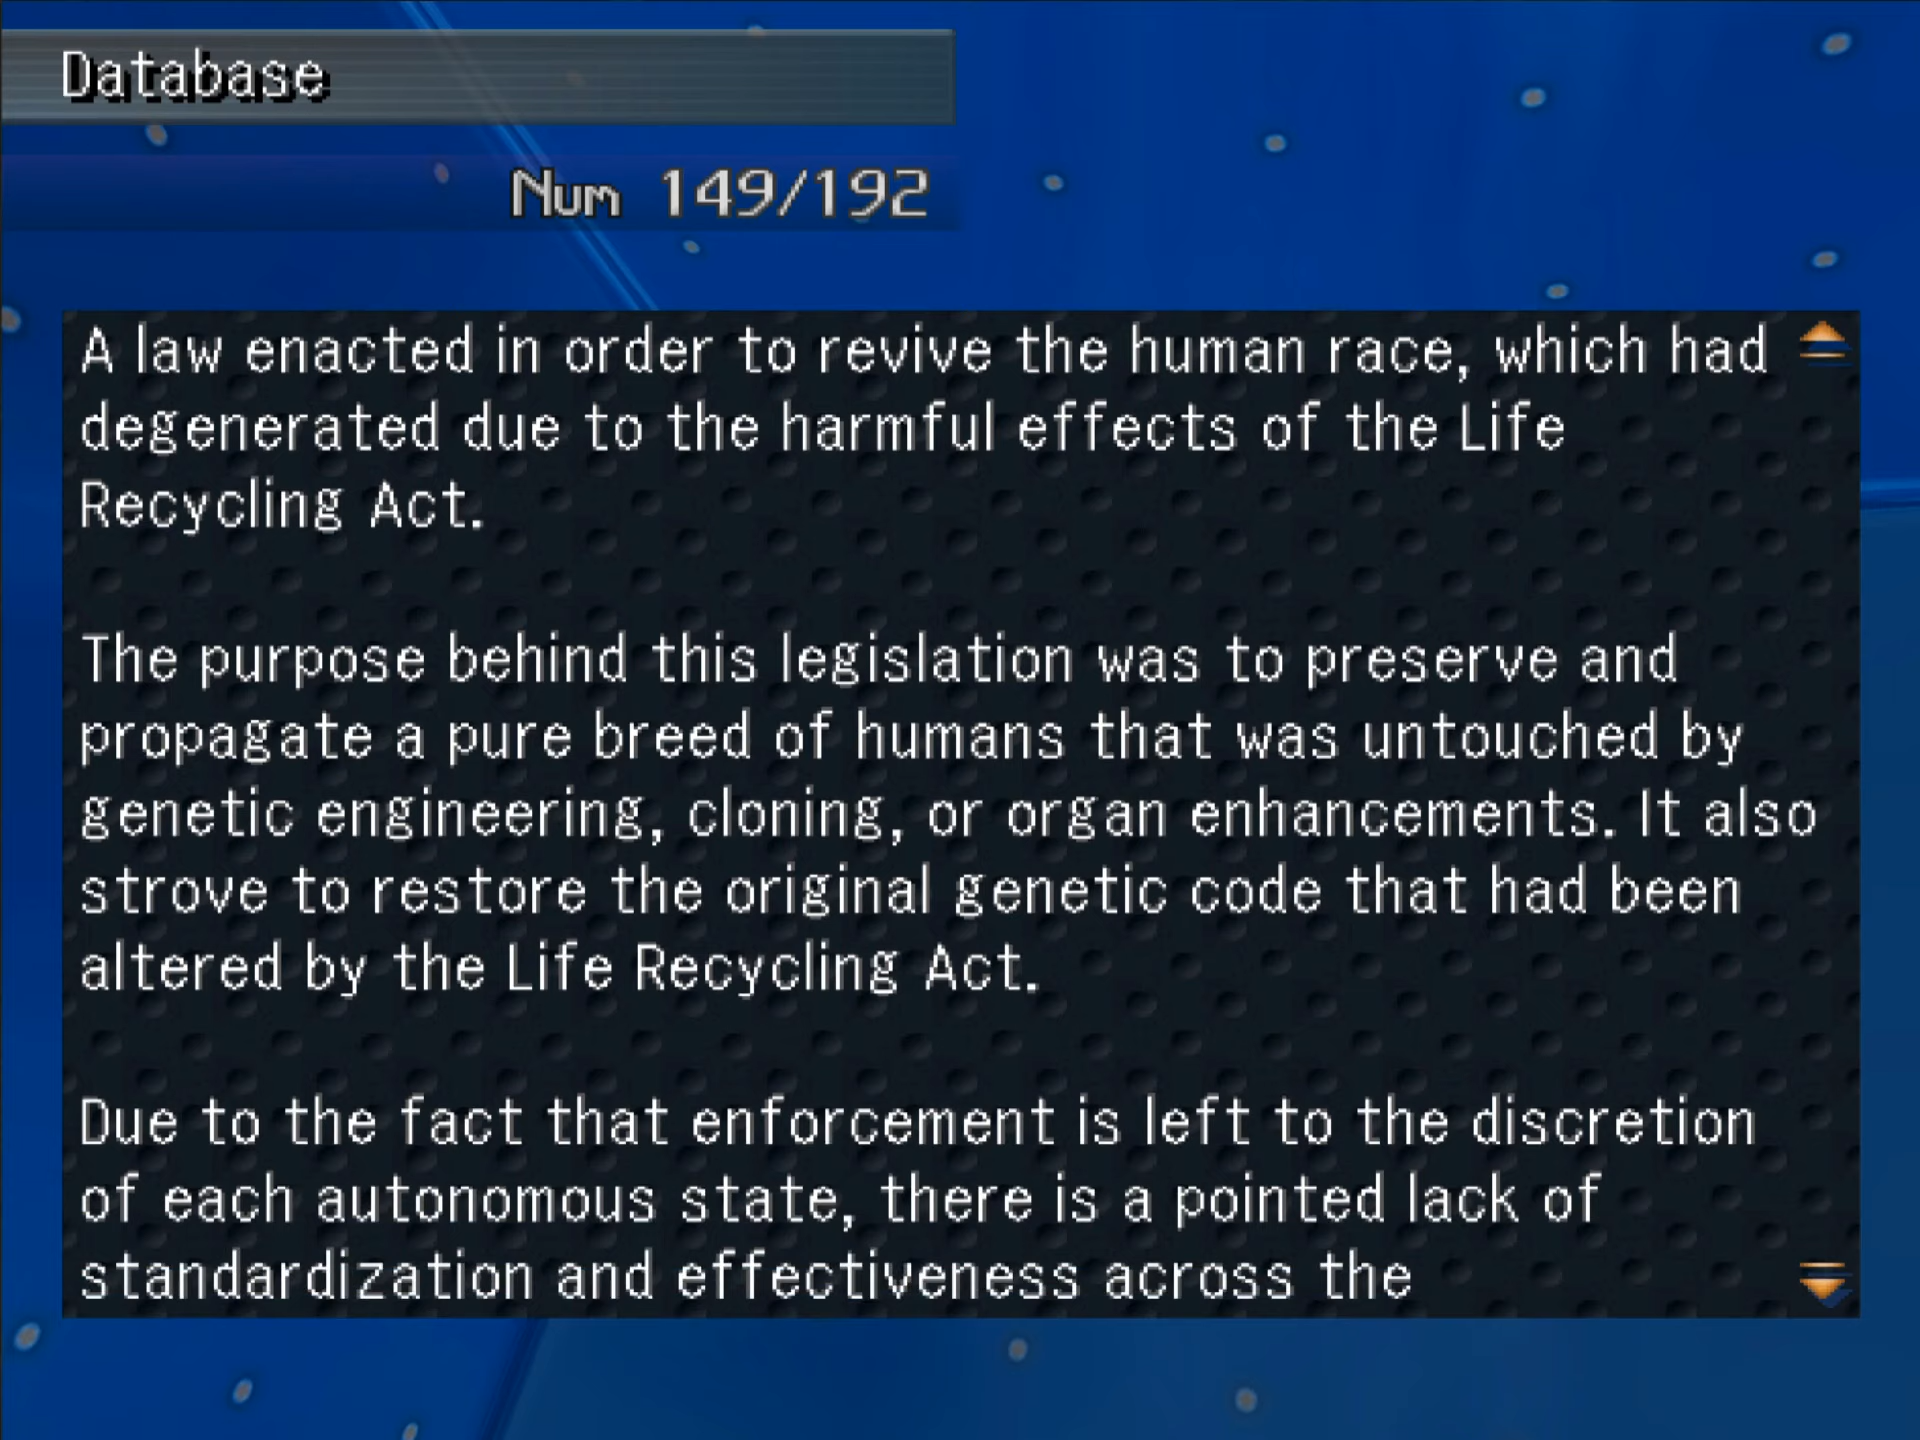 Database
Num 149/192
A law enacted in order to revive the human race, which had
degenerated due to the harmful effects of the Life
Recycling Act.
The purpose behind this legislation was to preserve and
propagate a pure breed of humans that was untouched by
genetic engineering, cloning, or organ enhancements. It also
strove to restore the original genetic code that had been
altered by the Life Recycling Act.
Due to the fact that enforcement is left to the discretion
of each autonomous state, there is a pointed lack of
standardization and effectiveness across the